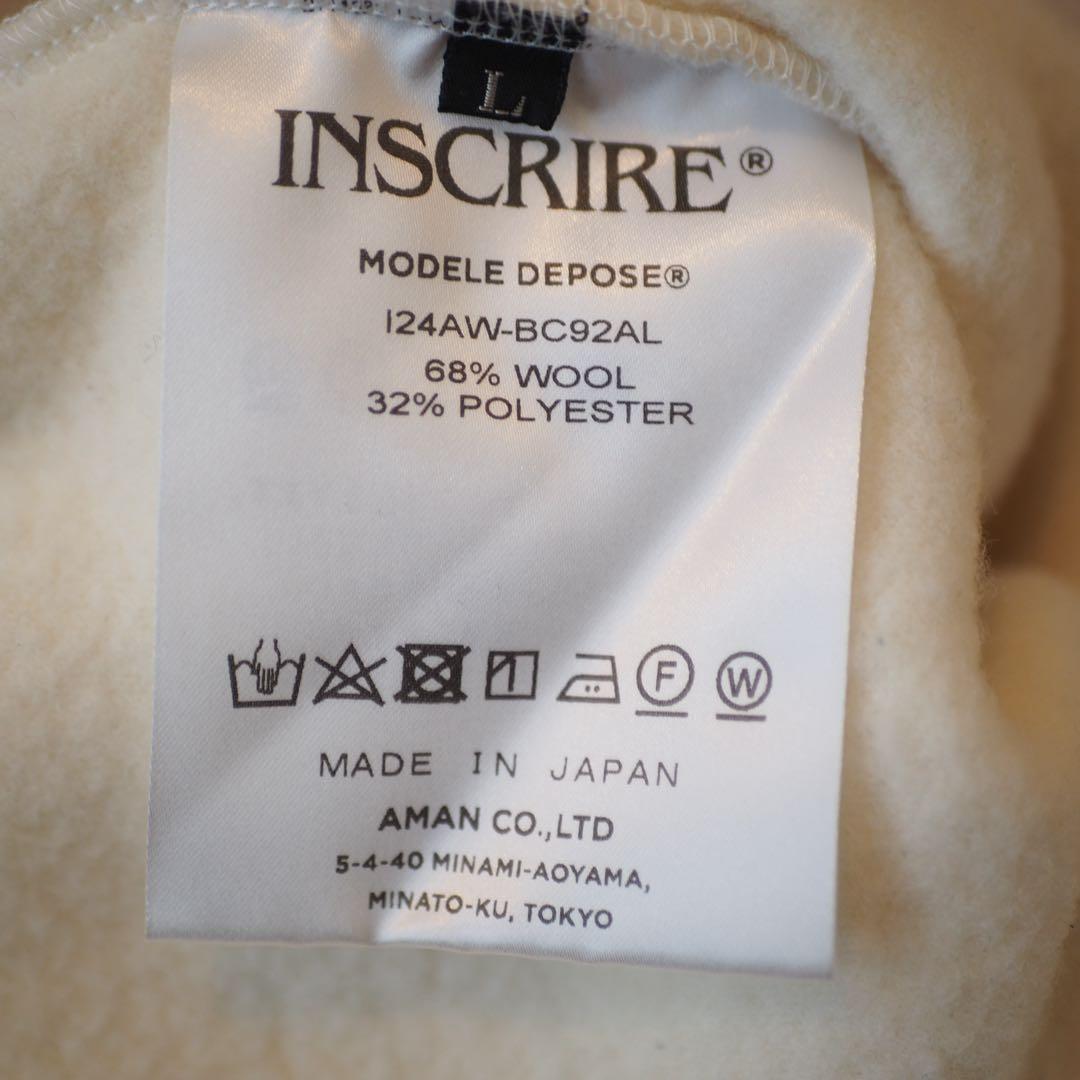 L
INSCRIRE®
MODELE DEPOSE®
I24AW-BC92AL
68% WOOL
32% POLYESTER
F W
MADE IN JAPAN
AMAN CO.,LTD
5-4-40 MINAMI-AOYAMA,
MINATO-KU, TOKYO